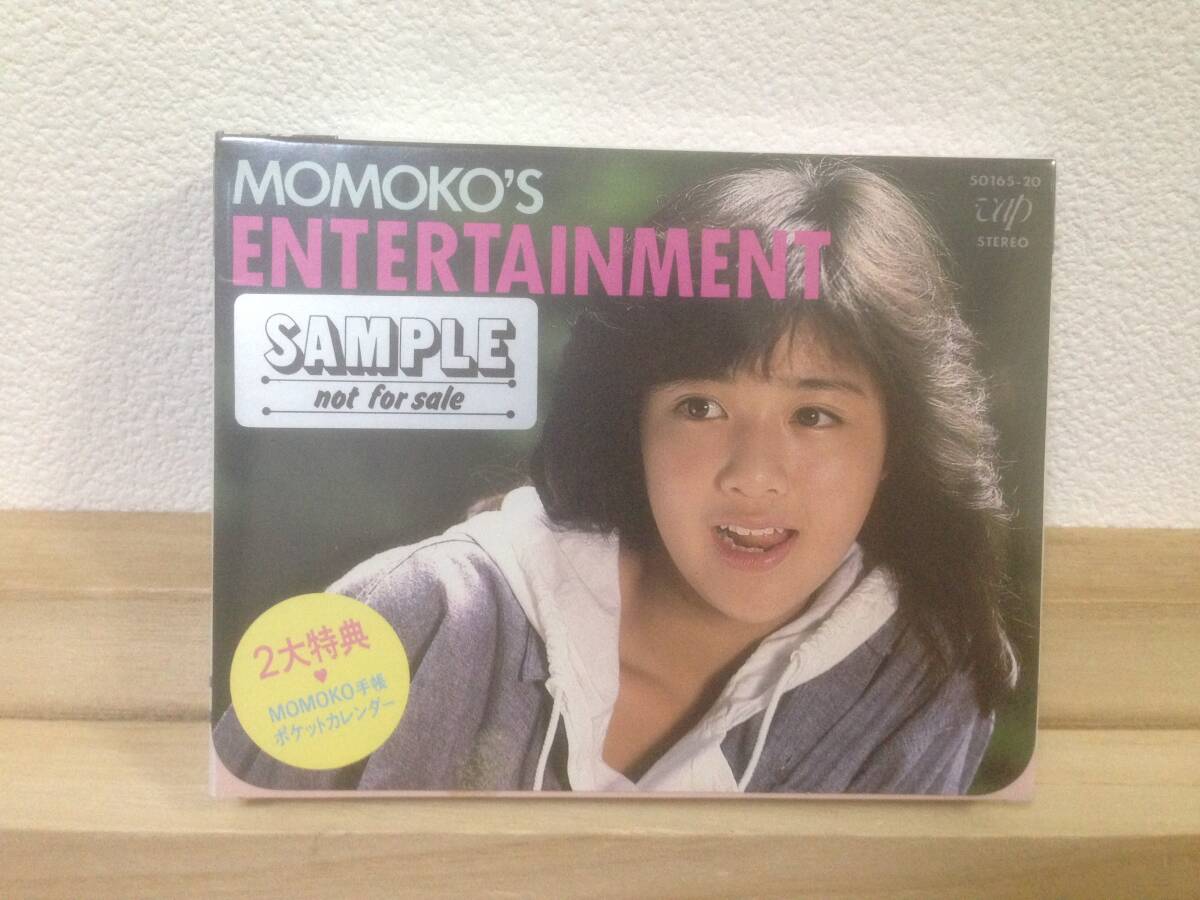 MOMOKO'S
ENTERTAINMENT
50165-20
vap
STEREO
SAMPLE
not for sale
2大特典
♥
MOMOKO手帳
ポケットカレンダー